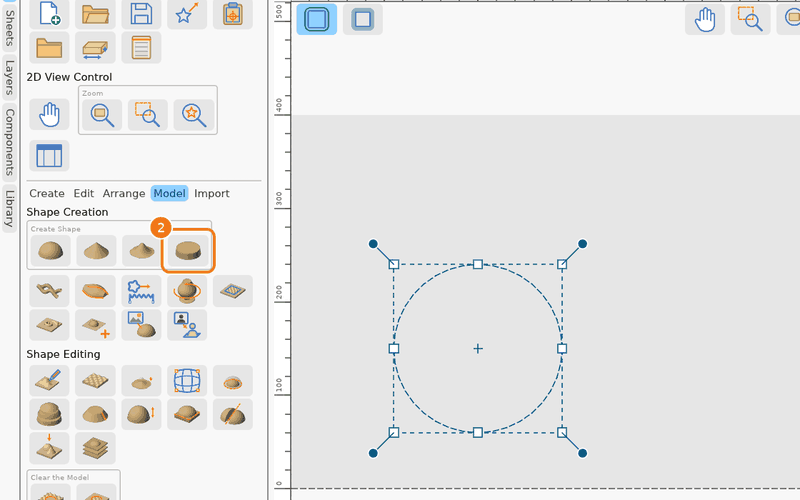 Sheets
Layers
Components
Library
2D View Control
Zoom
Create Edit Arrange Model Import
Shape Creation
2
Create Shape
Shape Editing
Clear the Model
500
400
300
200
100
0